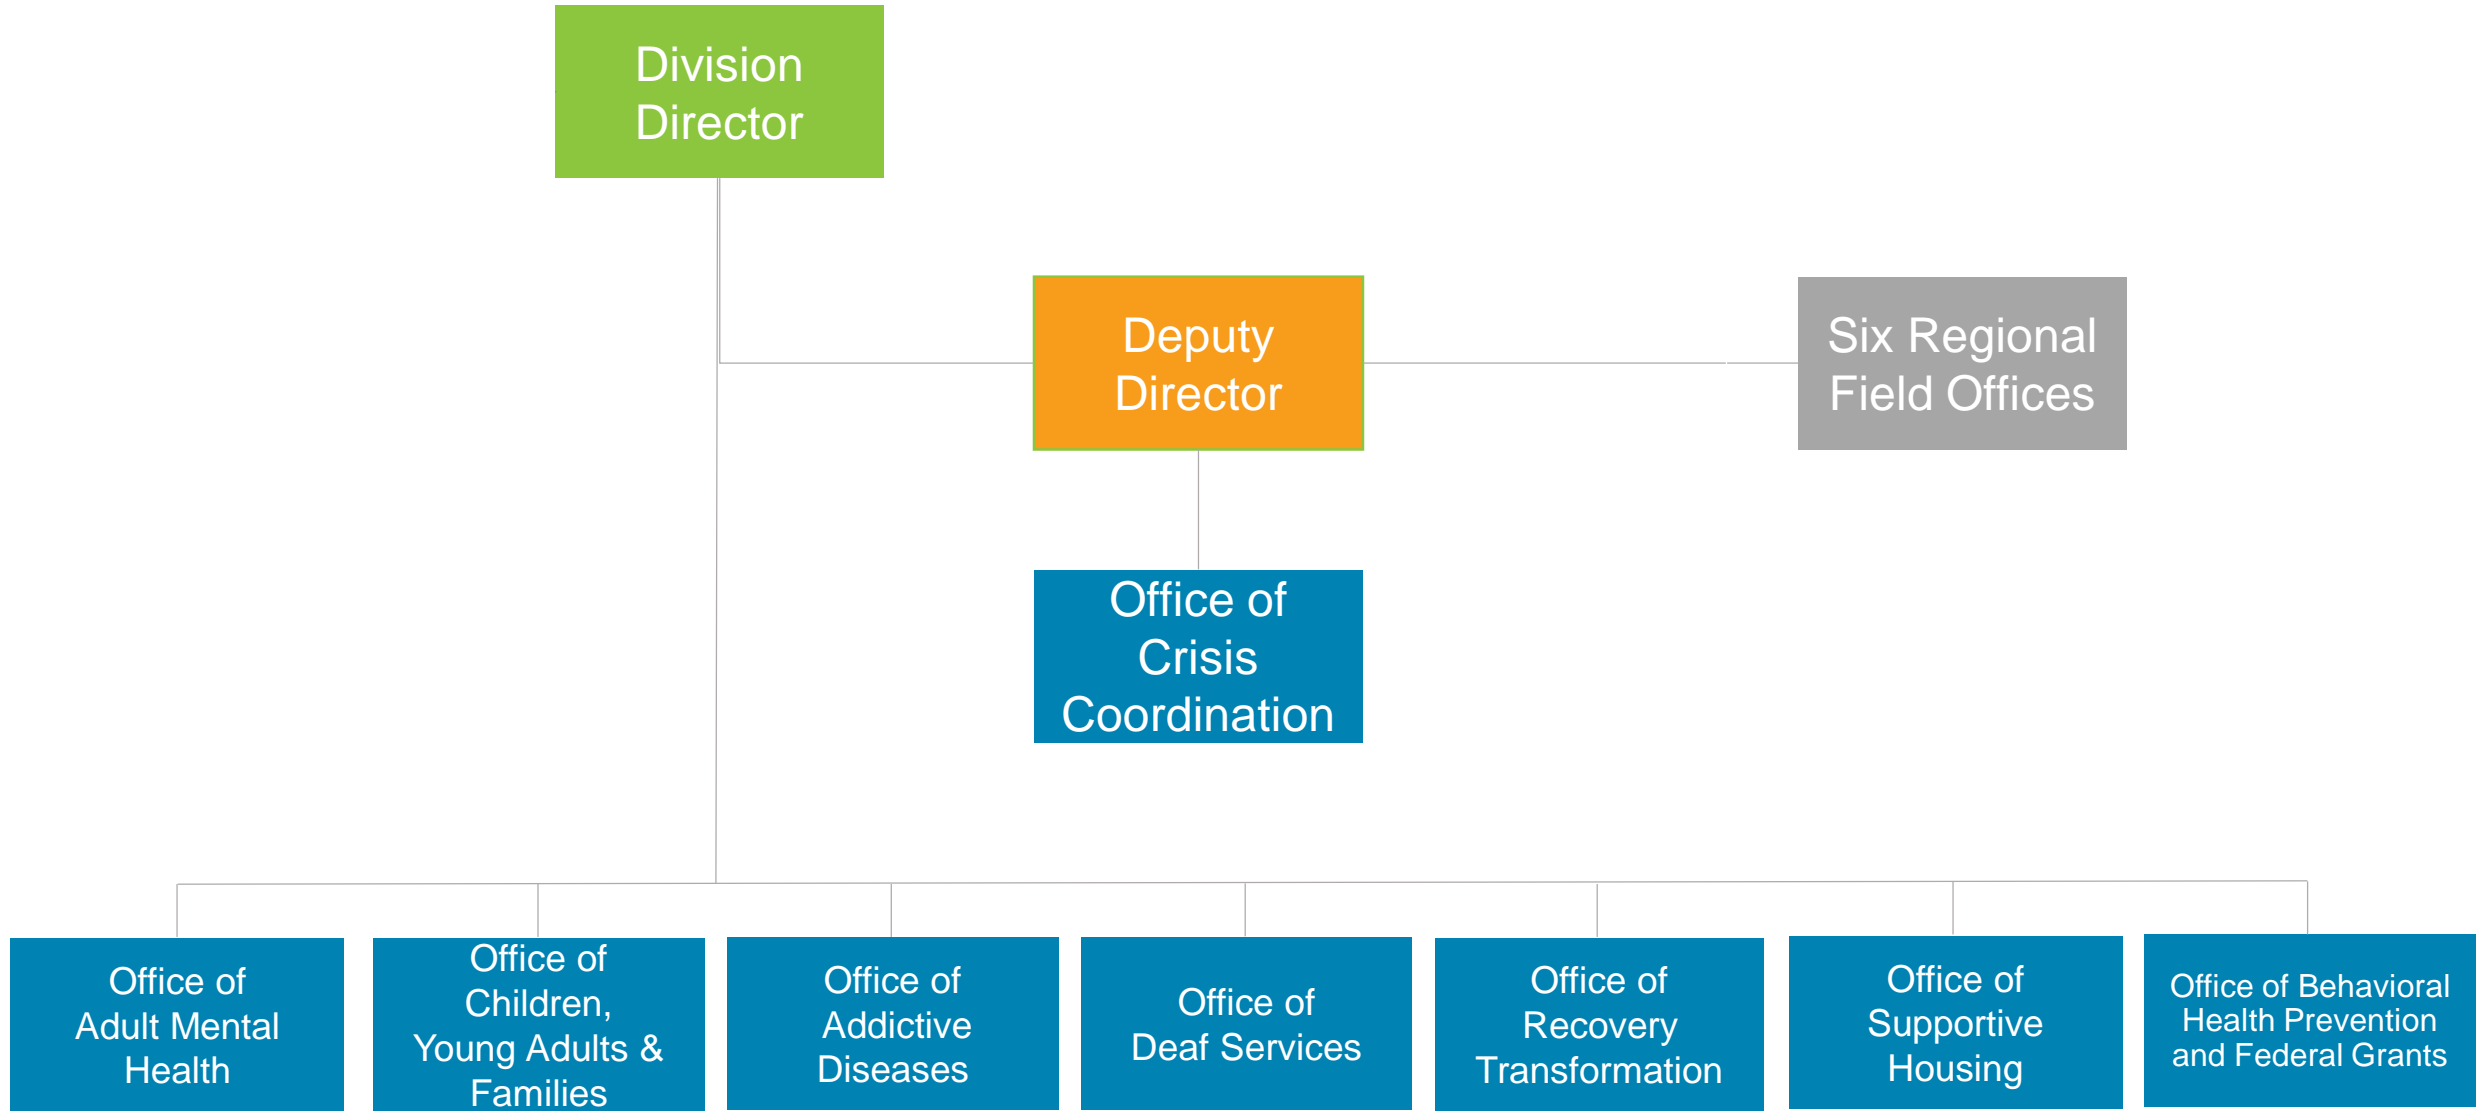 Division
Director
Deputy
Director
Six Regional
Field Offices
Office of
Crisis
Coordination
Office of
Adult Mental
Health
Office of
Children,
Young Adults &
Families
Office of
Addictive
Diseases
Office of
Deaf Services
Office of
Recovery
Transformation
Office of
Supportive
Housing
Office of Behavioral
Health Prevention
and Federal Grants